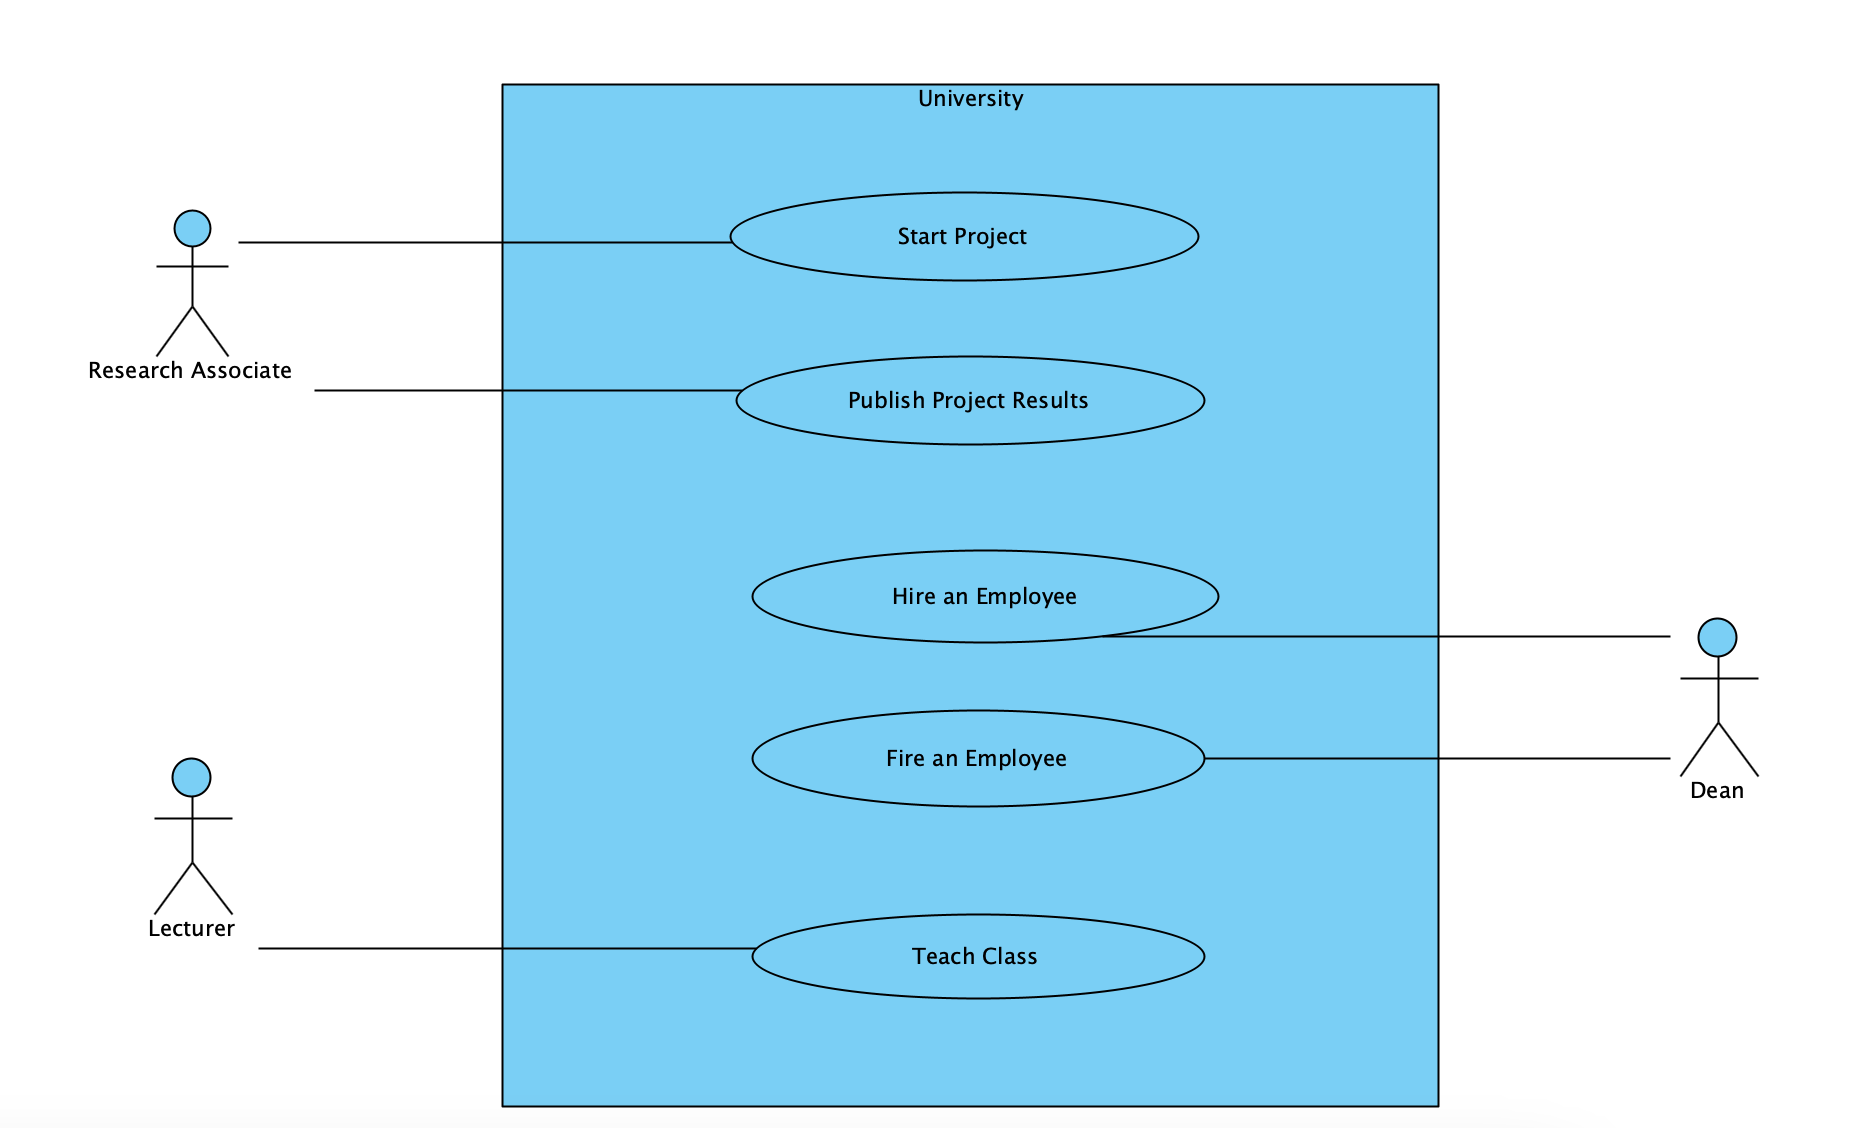 University
Start Project
Research Associate
Publish Project Results
Hire an Employee
Fire an Employee
Dean
Lecturer
Teach Class